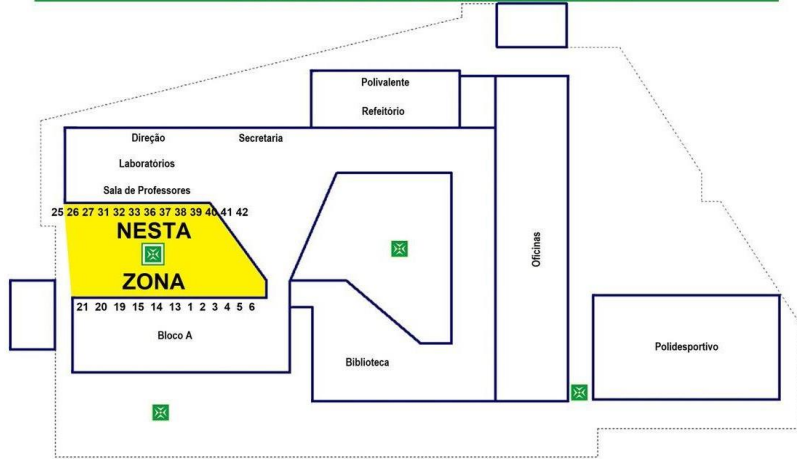 Polivalente
Refeitório
Direção
Secretaria
Laboratórios
Sala de Professores
25 26 27 31 32 33 36 37 38 39 40 41 42
NESTA
ZONA
21 20 19 15 14 13 1 2 3 4 5 6
Bloco A
Biblioteca
Oficinas
Polidesportivo